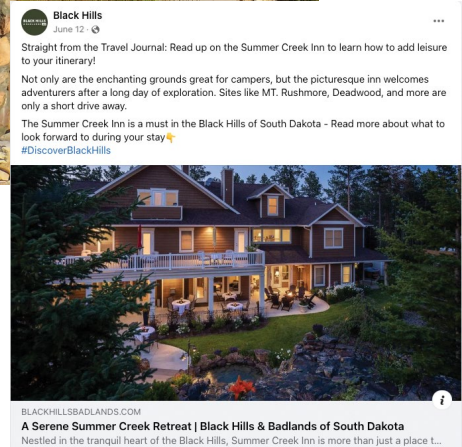 Black Hills
June 12 ·
Straight from the Travel Journal: Read up on the Summer Creek Inn to learn how to add leisure
to your itinerary!
Not only are the enchanting grounds great for campers, but the picturesque inn welcomes
adventurers after a long day of exploration. Sites like MT. Rushmore, Deadwood, and more are
only a short drive away.
The Summer Creek Inn is a must in the Black Hills of South Dakota - Read more about what to
look forward to during your stay👇
#DiscoverBlackHills
BLACKHILLSBADLANDS.COM
A Serene Summer Creek Retreat | Black Hills & Badlands of South Dakota
Nestled in the tranquil heart of the Black Hills, Summer Creek Inn is more than just a place t...